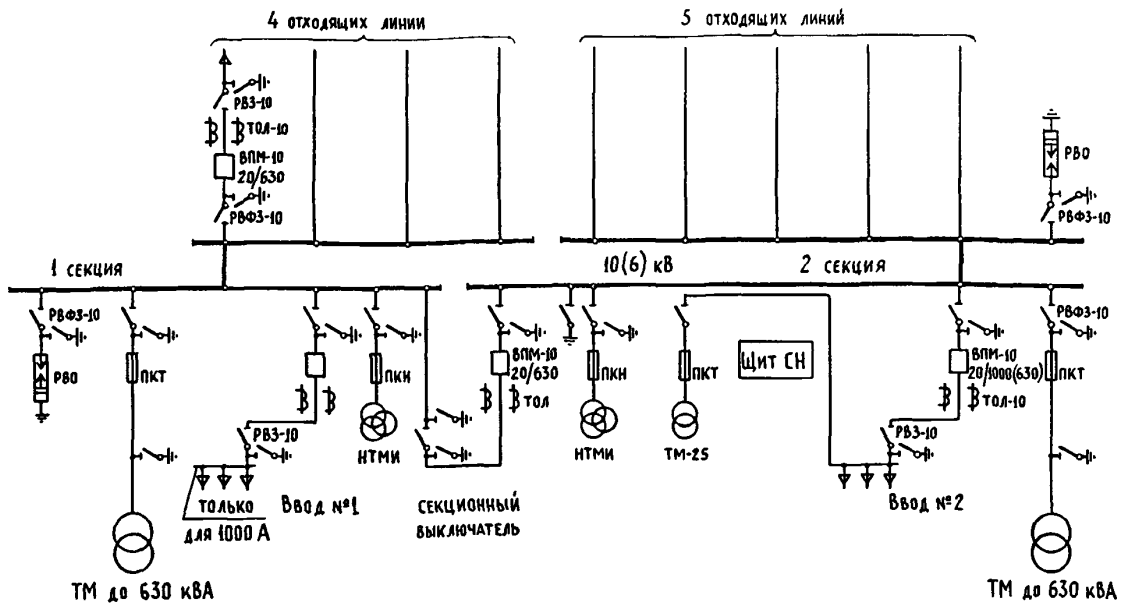 4 отходящих линии
5 отходящих линий
РВЗ-10
ТОЛ-10
ВПМ-10
20/630
РВФЗ-10
РВО
РВФЗ-10
1 секция
10(6) кВ
2 секция
РВФЗ-10
РВО
ПКТ
ПКН
ВПМ-10
20/630
ТОЛ
ПКН
ПКТ
Щит СН
ВПМ-10
20/1000(630)
ТОЛ-10
РВФЗ-10
ПКТ
РВЗ-10
НТМИ
НТМИ
ТМ-25
РВЗ-10
только
для 1000 А
Ввод №1
секционный
выключатель
Ввод №2
ТМ до 630 кВА
ТМ до 630 кВА